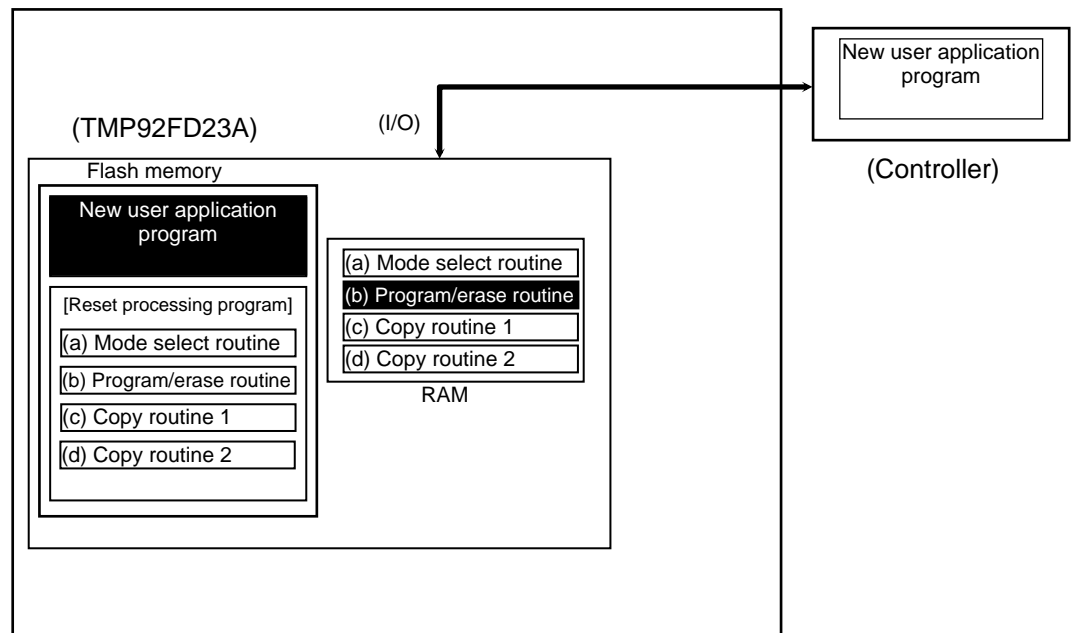 New user application
program
(Controller)
(I/O)
(TMP92FD23A)
Flash memory
New user application
program
[Reset processing program]
(a) Mode select routine
(b) Program/erase routine
(c) Copy routine 1
(d) Copy routine 2
(a) Mode select routine
(b) Program/erase routine
(c) Copy routine 1
(d) Copy routine 2
RAM